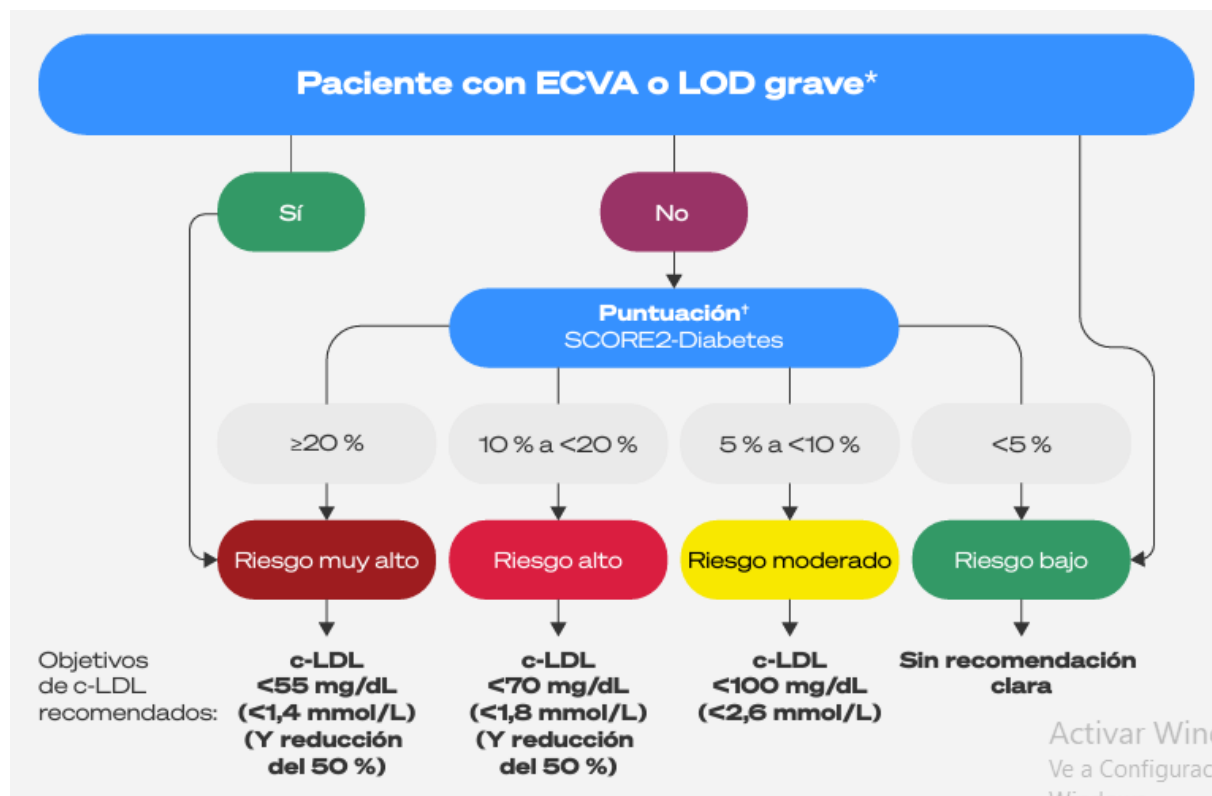 Paciente con ECVA o LOD grave*
Sí
No
Puntuación†
SCORE2-Diabetes
≥20 %
10 % a <20 %
5 % a <10 %
<5 %
Riesgo muy alto
Riesgo alto
Riesgo moderado
Riesgo bajo
Objetivos
de c-LDL
recomendados:
c-LDL
<55 mg/dL
(<1,4 mmol/L)
(Y reducción
del 50 %)
c-LDL
<70 mg/dL
(<1,8 mmol/L)
(Y reducción
del 50 %)
c-LDL
<100 mg/dL
(<2,6 mmol/L)
Sin recomendación
clara
Activar Win
Ve a Configurac